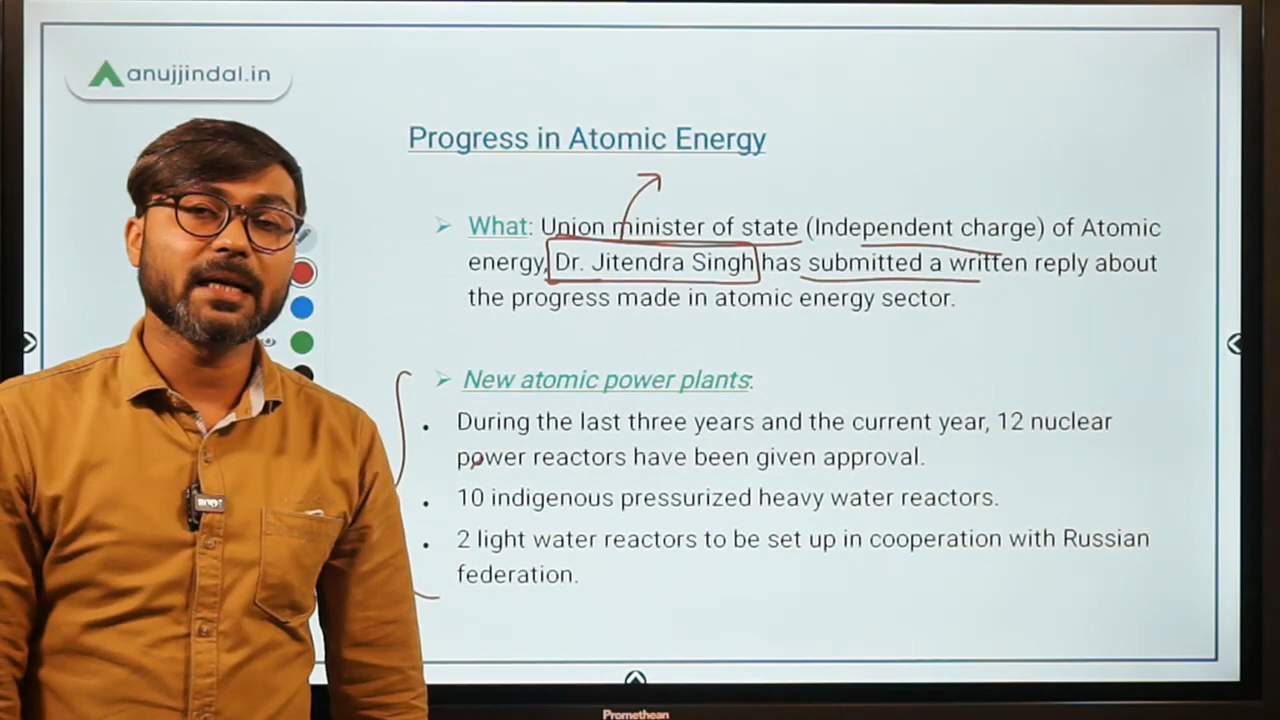 anujjindal.in
Progress in Atomic Energy
What: Union minister of state (Independent charge) of Atomic
energy, Dr. Jitendra Singh has submitted a written reply about
the progress made in atomic energy sector.
New atomic power plants:
During the last three years and the current year, 12 nuclear
power reactors have been given approval.
10 indigenous pressurized heavy water reactors.
2 light water reactors to be set up in cooperation with Russian
federation.
Promethean